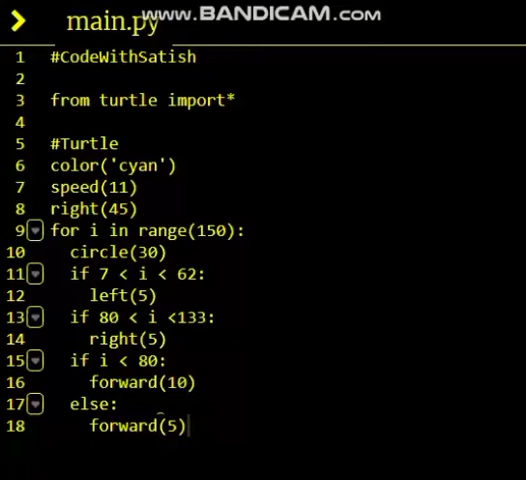 www.BANDICAM.com
main.py
1 #CodeWithSatish
2
3 from turtle import*
4
5 #Turtle
6 color('cyan')
7 speed(11)
8 right(45)
9 for i in range(150):
10 circle(30)
11 if 7 < i < 62:
12 left(5)
13 if 80 < i <133:
14 right(5)
15 if i < 80:
16 forward(10)
17 else:
18 forward(5)